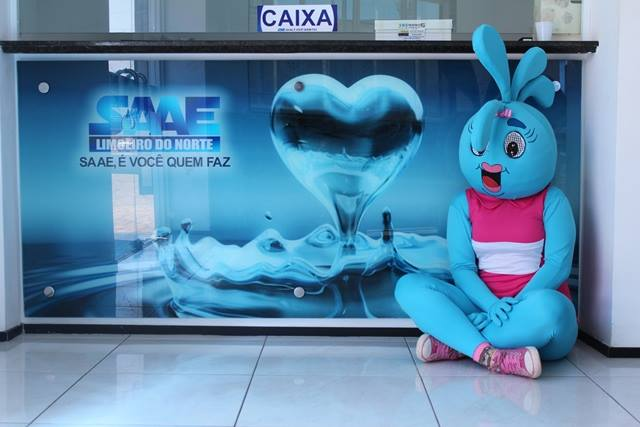 CAIXA
SAAE
LIMOEIRO DO NORTE
SAAE, É VOCÊ QUEM FAZ